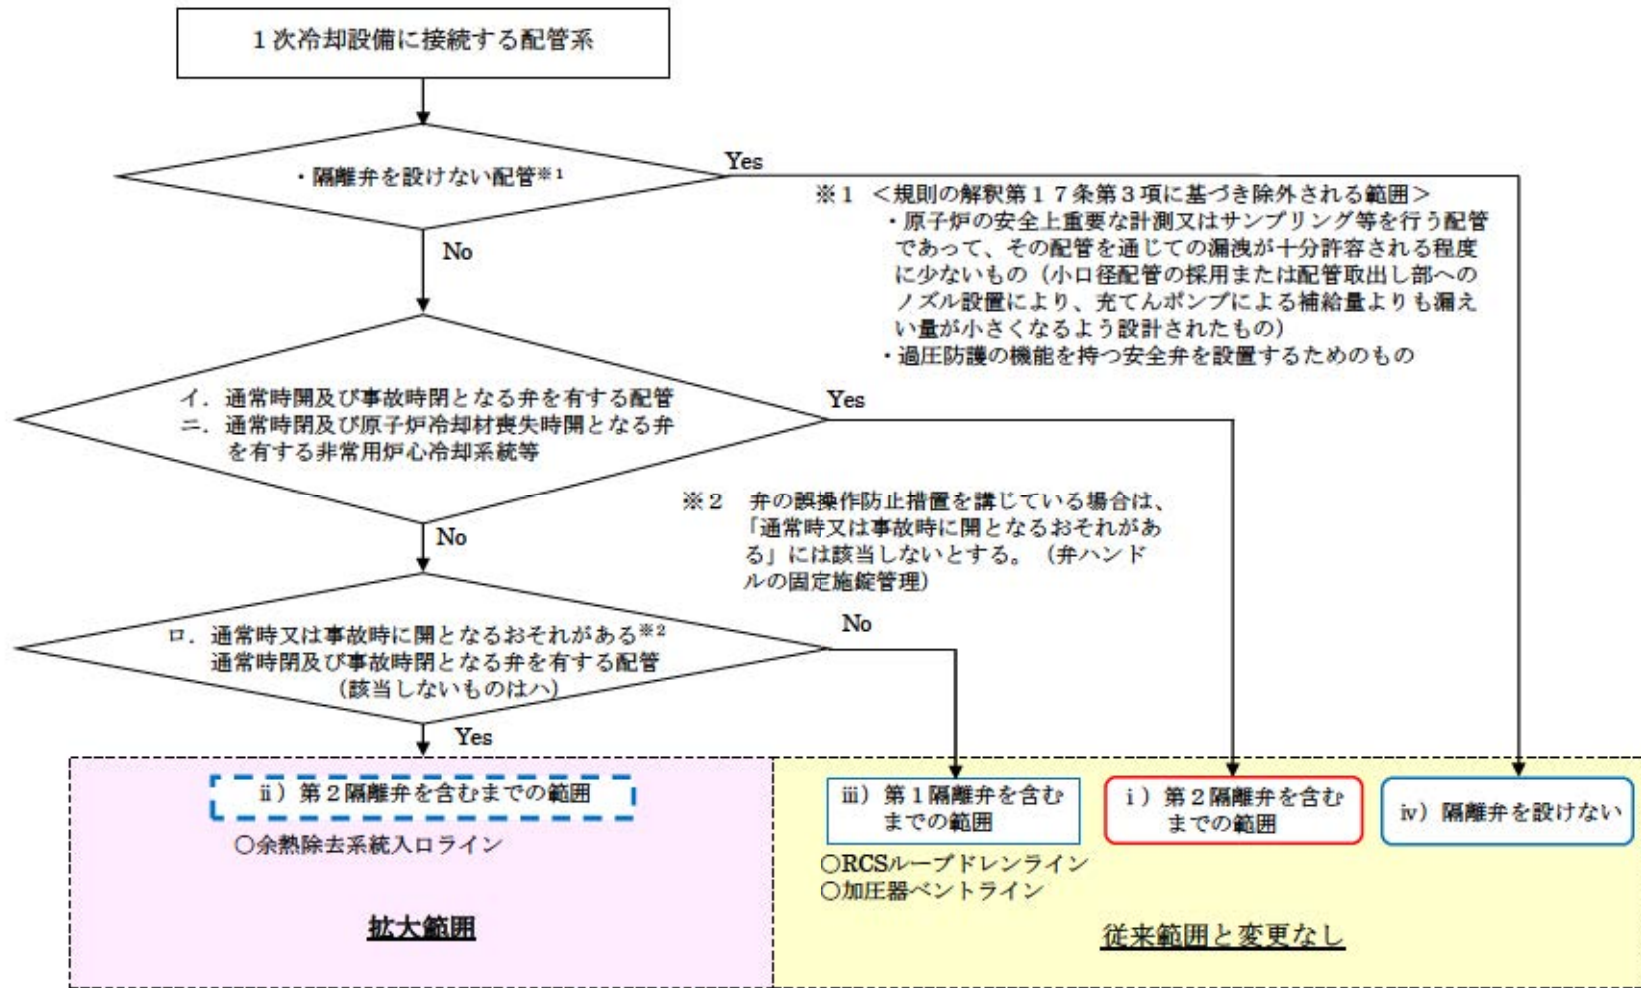 1次冷却設備に接続する配管系
・隔離弁を設けない配管※1
Yes
No
※1 <規則の解釈第17条第3項に基づき除外される範囲>
・原子炉の安全上重要な計測又はサンプリング等を行う配管
であって、その配管を通じての漏洩が十分許容される程度
に少ないもの（小口径配管の採用または配管取出し部への
ノズル設置により、充てんポンプによる補給量よりも漏え
い量が小さくなるよう設計されたもの）
・過圧防護の機能を持つ安全弁を設置するためのもの
イ．通常時開及び事故時閉となる弁を有する配管
ニ．通常時閉及び原子炉冷却材喪失時開となる弁
を有する非常用炉心冷却系統等
Yes
No
※2 弁の誤操作防止措置を講じている場合は、
「通常時又は事故時に開となるおそれがあ
る」には該当しないとする。（弁ハンド
ルの固定施錠管理）
ロ．通常時又は事故時に開となるおそれがある※2
通常時閉及び事故時閉となる弁を有する配管
（該当しないものはハ）
No
Yes
ⅱ）第2隔離弁を含むまでの範囲
○余熱除去系統入口ライン
拡大範囲
ⅲ）第1隔離弁を含む
までの範囲
○RCSループドレンライン
○加圧器ベントライン
ⅰ）第2隔離弁を含む
までの範囲
ⅳ）隔離弁を設けない
従来範囲と変更なし